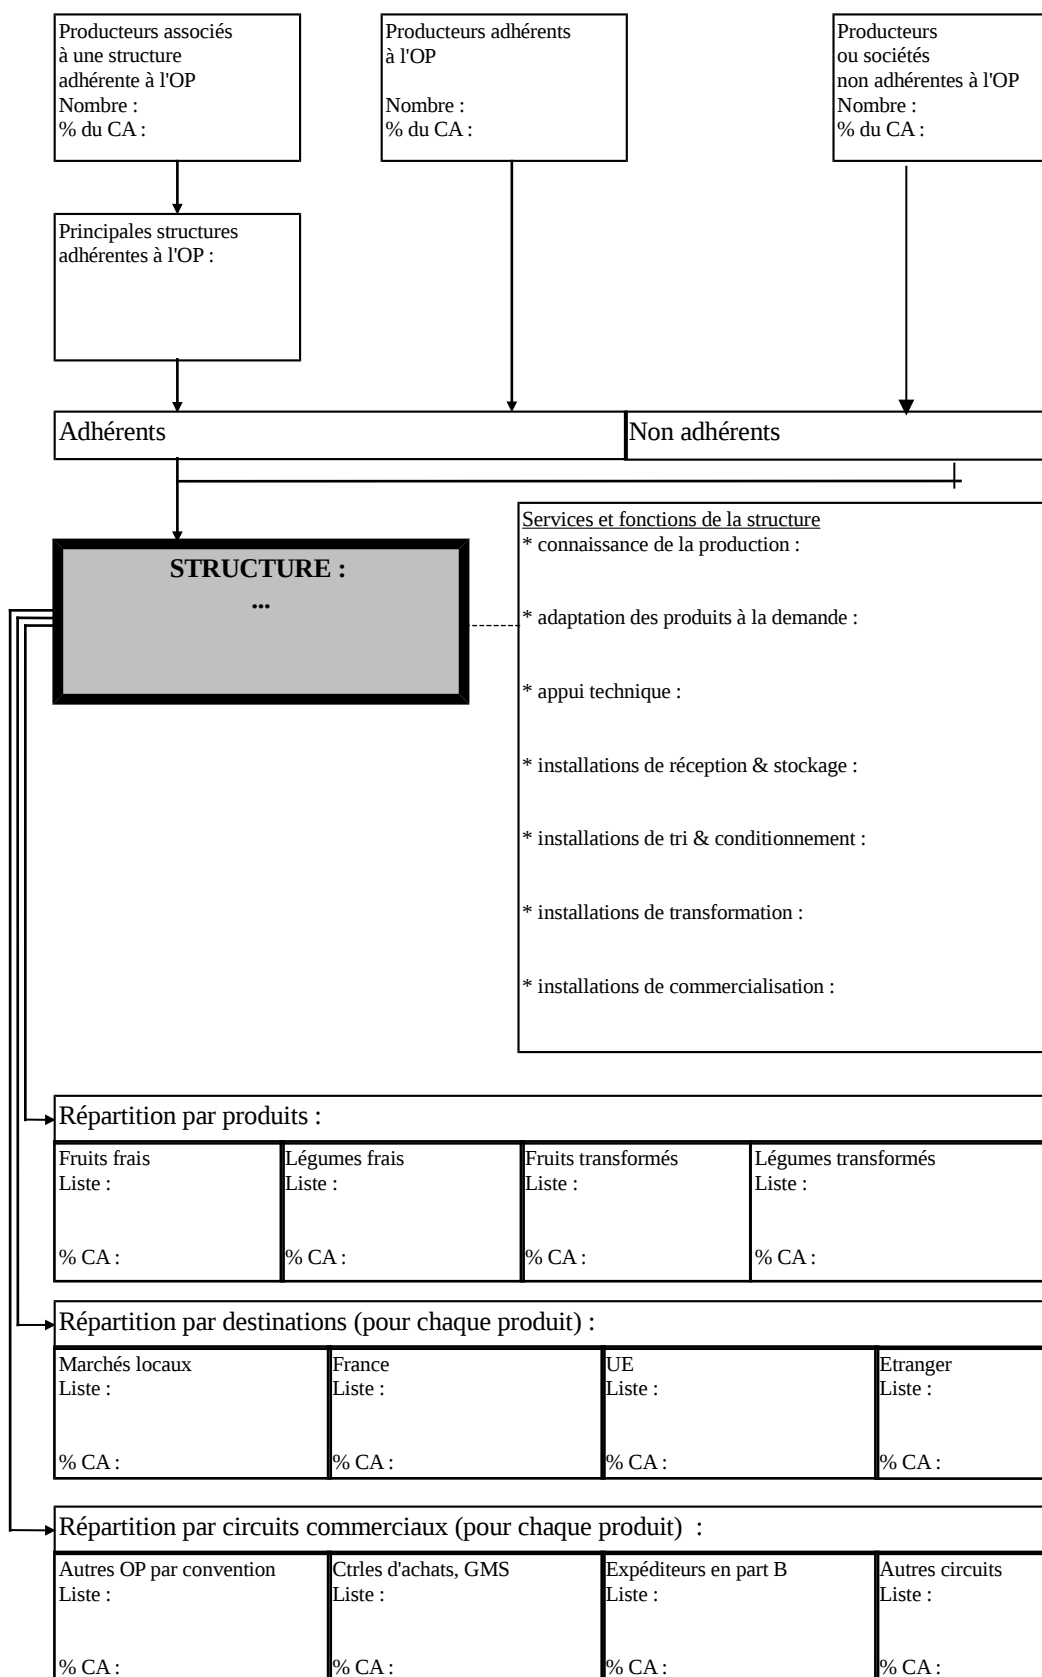 Producteurs associés
à une structure
adhérente à l'OP
Nombre :
% du CA :
Producteurs adhérents
à l'OP
Nombre :
% du CA :
Producteurs
ou sociétés
non adhérentes à l'OP
Nombre :
% du CA :
Principales structures
adhérentes à l'OP :
Adhérents
Non adhérents
STRUCTURE :
...
Services et fonctions de la structure
* connaissance de la production :
* adaptation des produits à la demande :
* appui technique :
* installations de réception & stockage :
* installations de tri & conditionnement :
* installations de transformation :
* installations de commercialisation :
Répartition par produits :
Fruits frais
Liste :
% CA :
Légumes frais
Liste :
% CA :
Fruits transformés
Liste :
% CA :
Légumes transformés
Liste :
% CA :
Répartition par destinations (pour chaque produit) :
Marchés locaux
Liste :
% CA :
France
Liste :
% CA :
UE
Liste :
% CA :
Etranger
Liste :
% CA :
Répartition par circuits commerciaux (pour chaque produit) :
Autres OP par convention
Liste :
% CA :
Ctrles d'achats, GMS
Liste :
% CA :
Expéditeurs en part B
Liste :
% CA :
Autres circuits
Liste :
% CA :